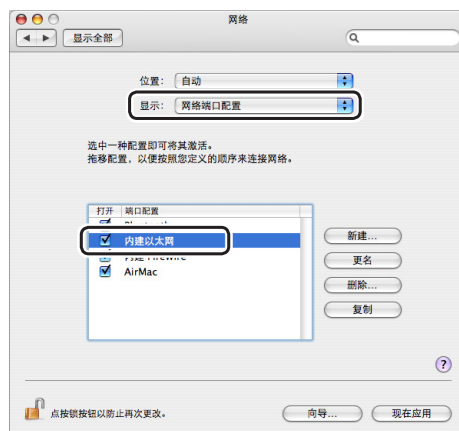 网络
显示全部
位置： 自动
显示： 网络端口配置
选中一种配置即可将其激活。
拖移配置，以便按照您定义的顺序来连接网络。
打开 端口配置
内建以太网
内建 FireWire
AirMac
新建...
更名
删除...
复制
?
点按锁按钮以防止再次更改。
向导...
现在应用